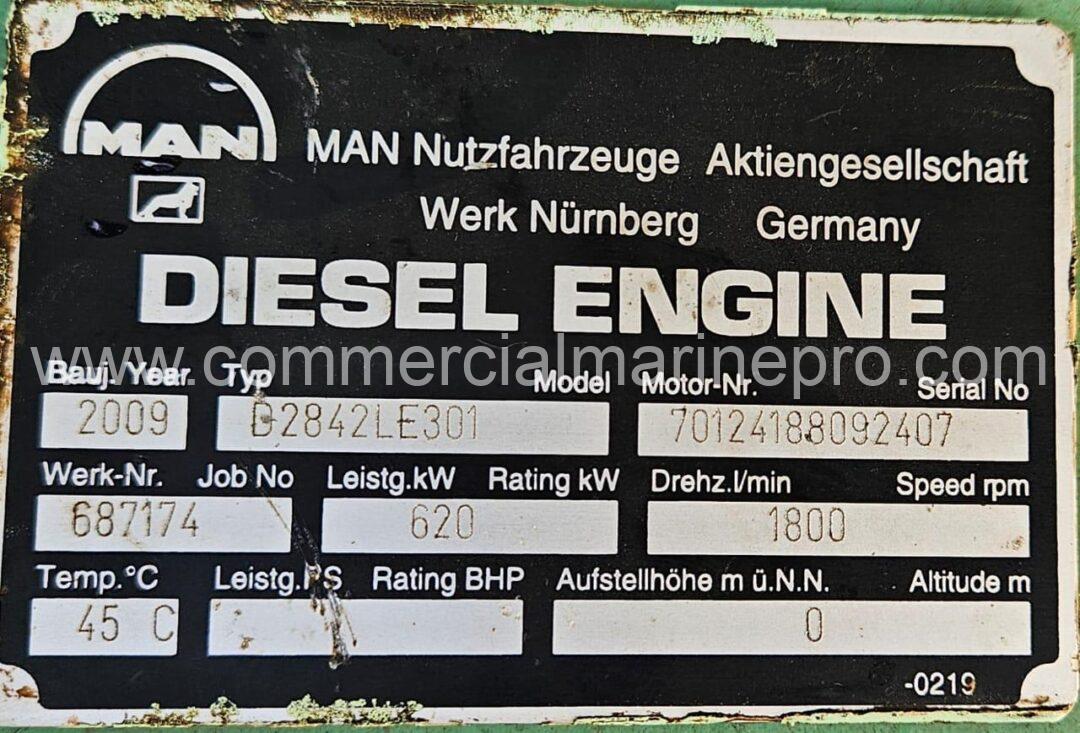 MAN
MAN Nutzfahrzeuge Aktiengesellschaft
Werk Nürnberg Germany
DIESEL ENGINE
www.commercialmarinepro.com
Bauj. Year Typ Model Motor-Nr. Serial No
2009 D2842LE301 70124188092407
Werk-Nr. Job No Leistg.kW Rating kW Drehz.l/min Speed rpm
687174 620 1800
Temp.°C Leistg.PS Rating BHP Aufstellhöhe m ü.N.N. Altitude m
45 C 0
-0219